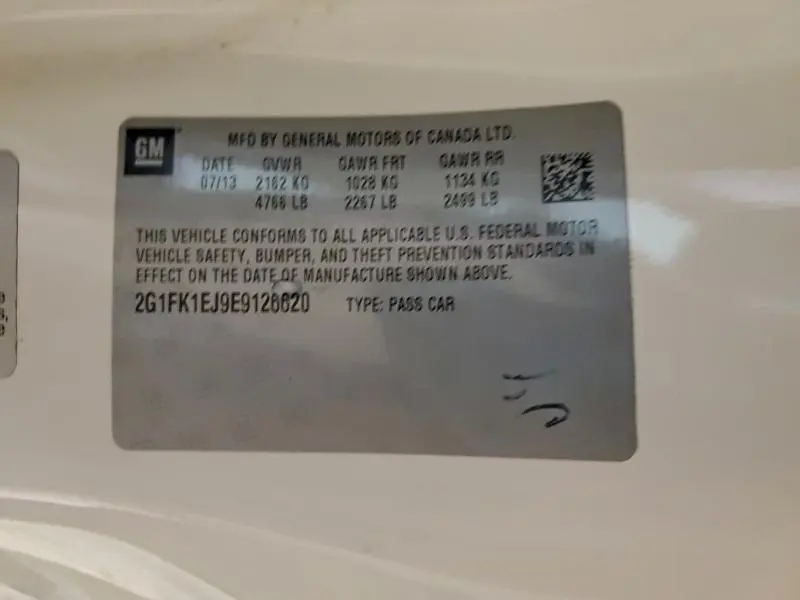 GM
MFD BY GENERAL MOTORS OF CANADA LTD.
DATE GVWR GAWR FRT GAWR RR
07/13 2162 KG 1028 KG 1134 KG
4766 LB 2267 LB 2499 LB
THIS VEHICLE CONFORMS TO ALL APPLICABLE U.S. FEDERAL MOTOR
VEHICLE SAFETY, BUMPER, AND THEFT PREVENTION STANDARDS IN
EFFECT ON THE DATE OF MANUFACTURE SHOWN ABOVE.
2G1FK1EJ9E9126620 TYPE: PASS CAR